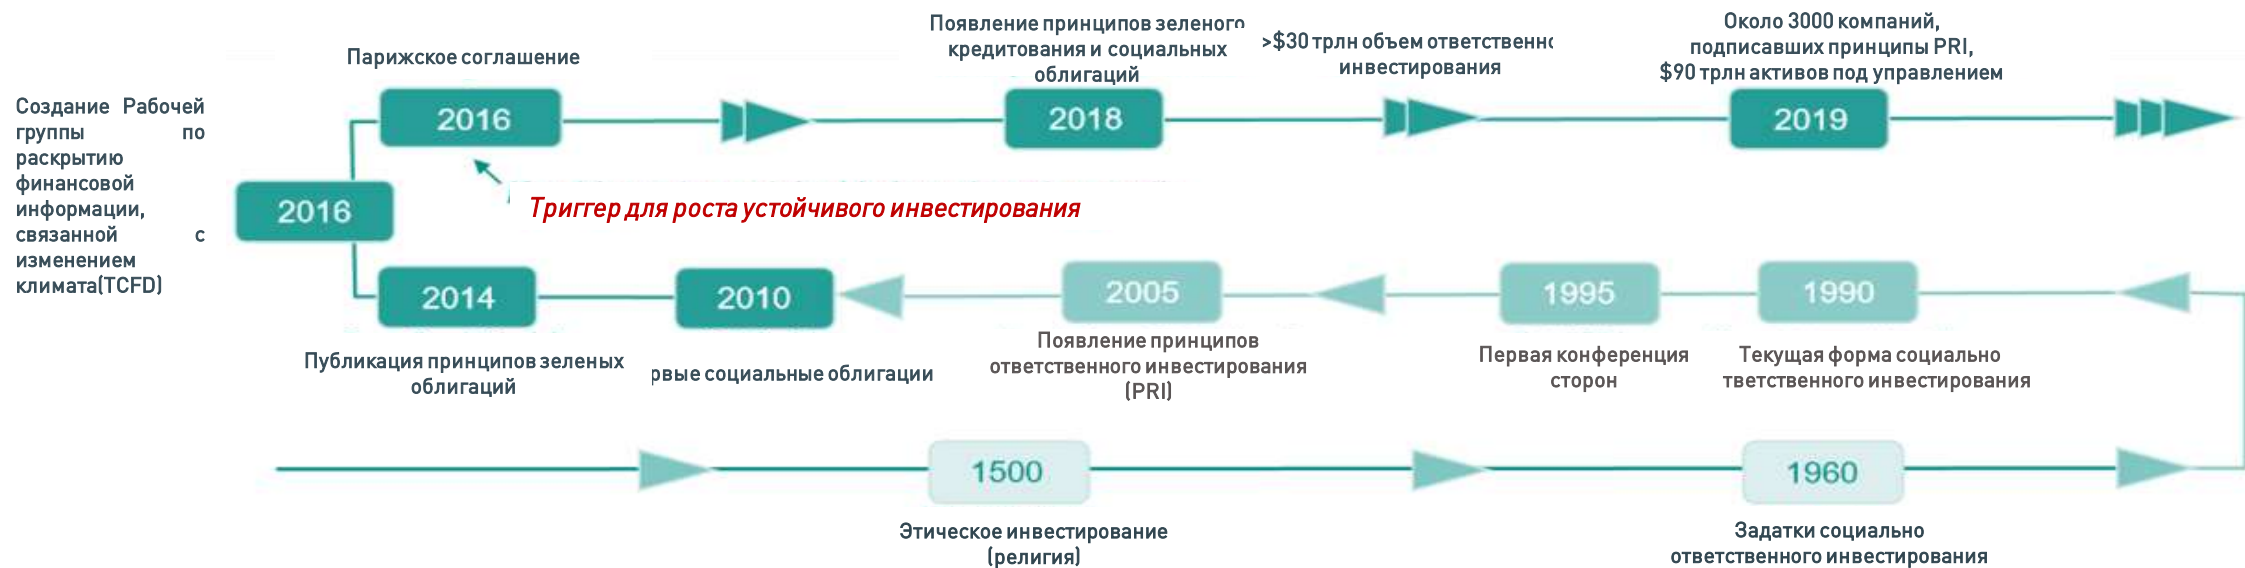 Создание Рабочей
группы по
раскрытию
финансовой
информации,
связанной с
изменением
климата(TCFD)
Парижское соглашение
Появление принципов зеленого
кредитования и социальных
облигаций
>$30 трлн объем ответственно
инвестирования
Около 3000 компаний,
подписавших принципы PRI,
$90 трлн активов под управлением
2016
2018
2019
2016
Триггер для роста устойчивого инвестирования
2014
2010
2005
1995
1990
Публикация принципов зеленых
облигаций
рвые социальные облигации
Появление принципов
ответственного инвестирования
(PRI)
Первая конференция
сторон
Текущая форма социально
тветственного инвестирования
1500
1960
Этическое инвестирование
(религия)
Задатки социально
ответственного инвестирования